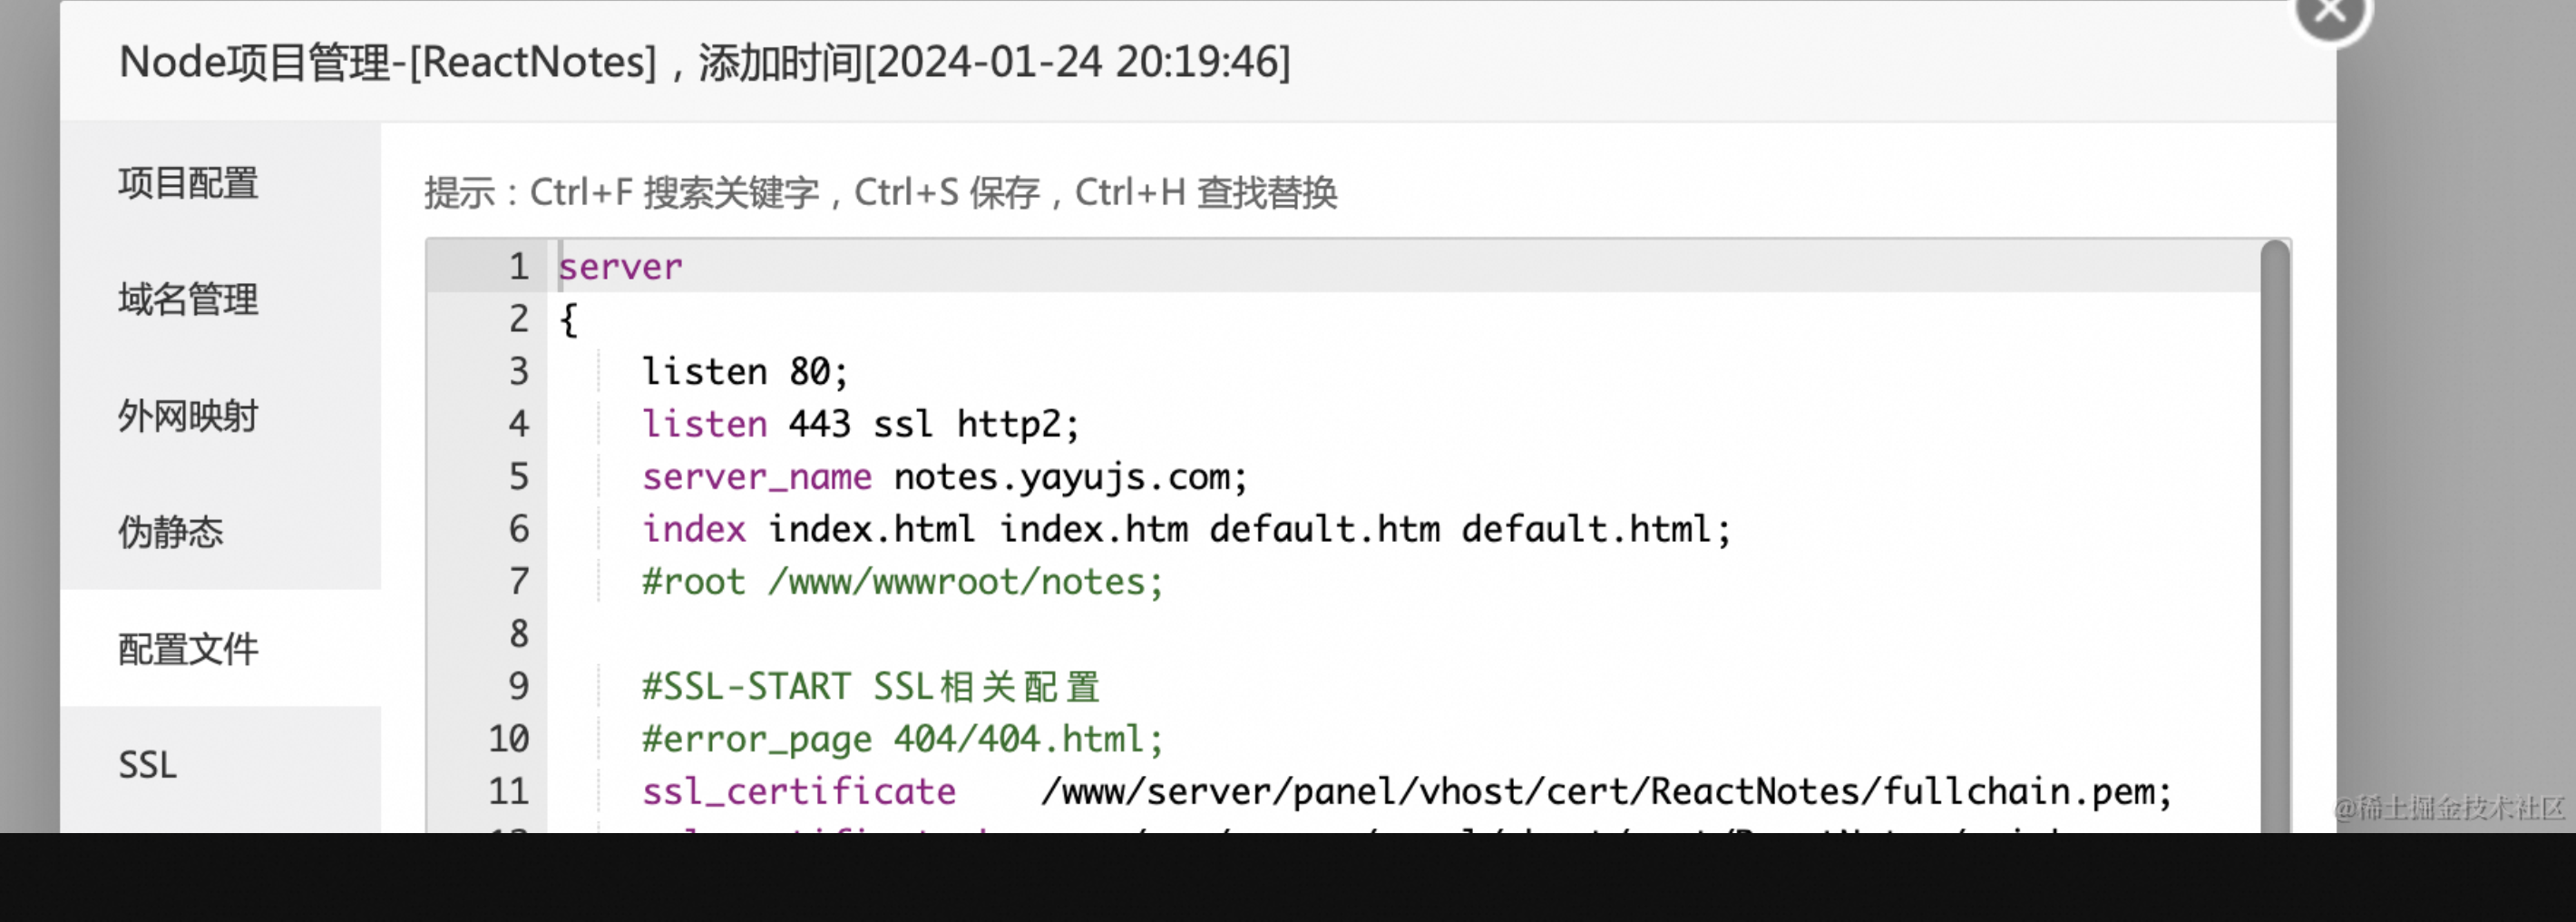 Node项目管理-[ReactNotes]，添加时间[2024-01-24 20:19:46]
项目配置
域名管理
外网映射
伪静态
配置文件
SSL
提示：Ctrl+F 搜索关键字，Ctrl+S 保存，Ctrl+H 查找替换
1 server
2 {
3 listen 80;
4 listen 443 ssl http2;
5 server_name notes.yayujs.com;
6 index index.html index.htm default.htm default.html;
7 #root /www/wwwroot/notes;
8
9 #SSL-START SSL相关配置
10 #error_page 404/404.html;
11 ssl_certificate    /www/server/panel/vhost/cert/ReactNotes/fullchain.pem;
@稀土掘金技术社区